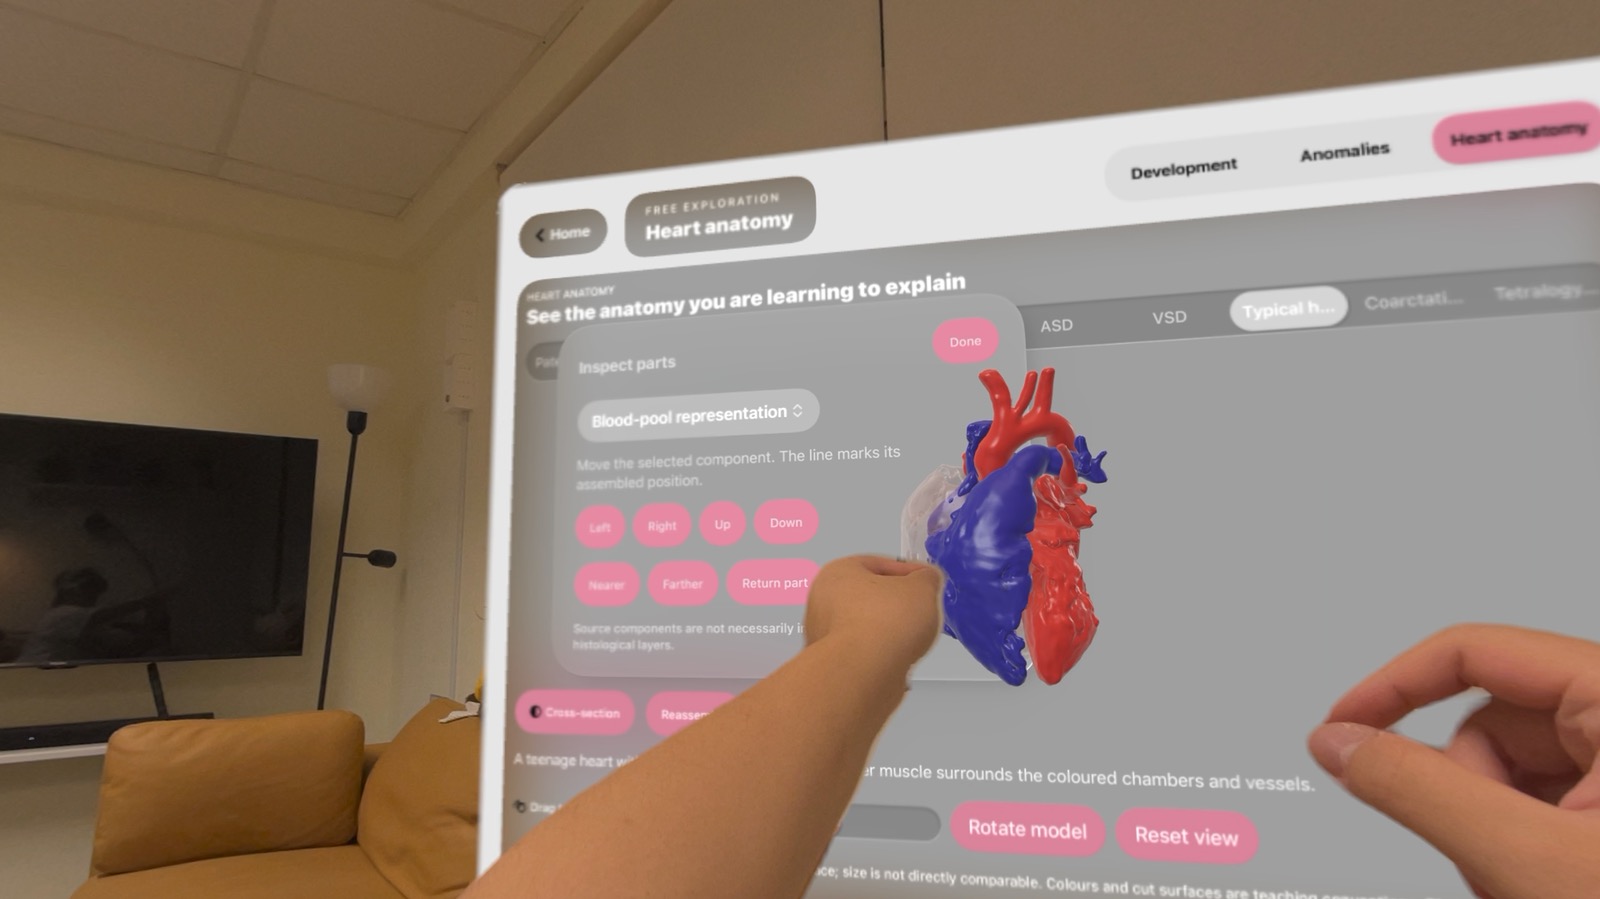 Home
FREE EXPLORATION
Heart anatomy
Development
Anomalies
Heart anatomy
HEART ANATOMY
See the anatomy you are learning to explain
ASD
VSD
Typical h...
Coarctati...
Tetralogy...
Inspect parts
Done
Blood-pool representation
Move the selected component. The line marks its
assembled position.
Left
Right
Up
Down
Nearer
Farther
Return part
Source components are not necessarily
histological layers.
Cross-section
A teenage heart
muscle surrounds the coloured chambers and vessels.
Rotate model
Reset view
size is not directly comparable. Colours and cut surfaces are teaching